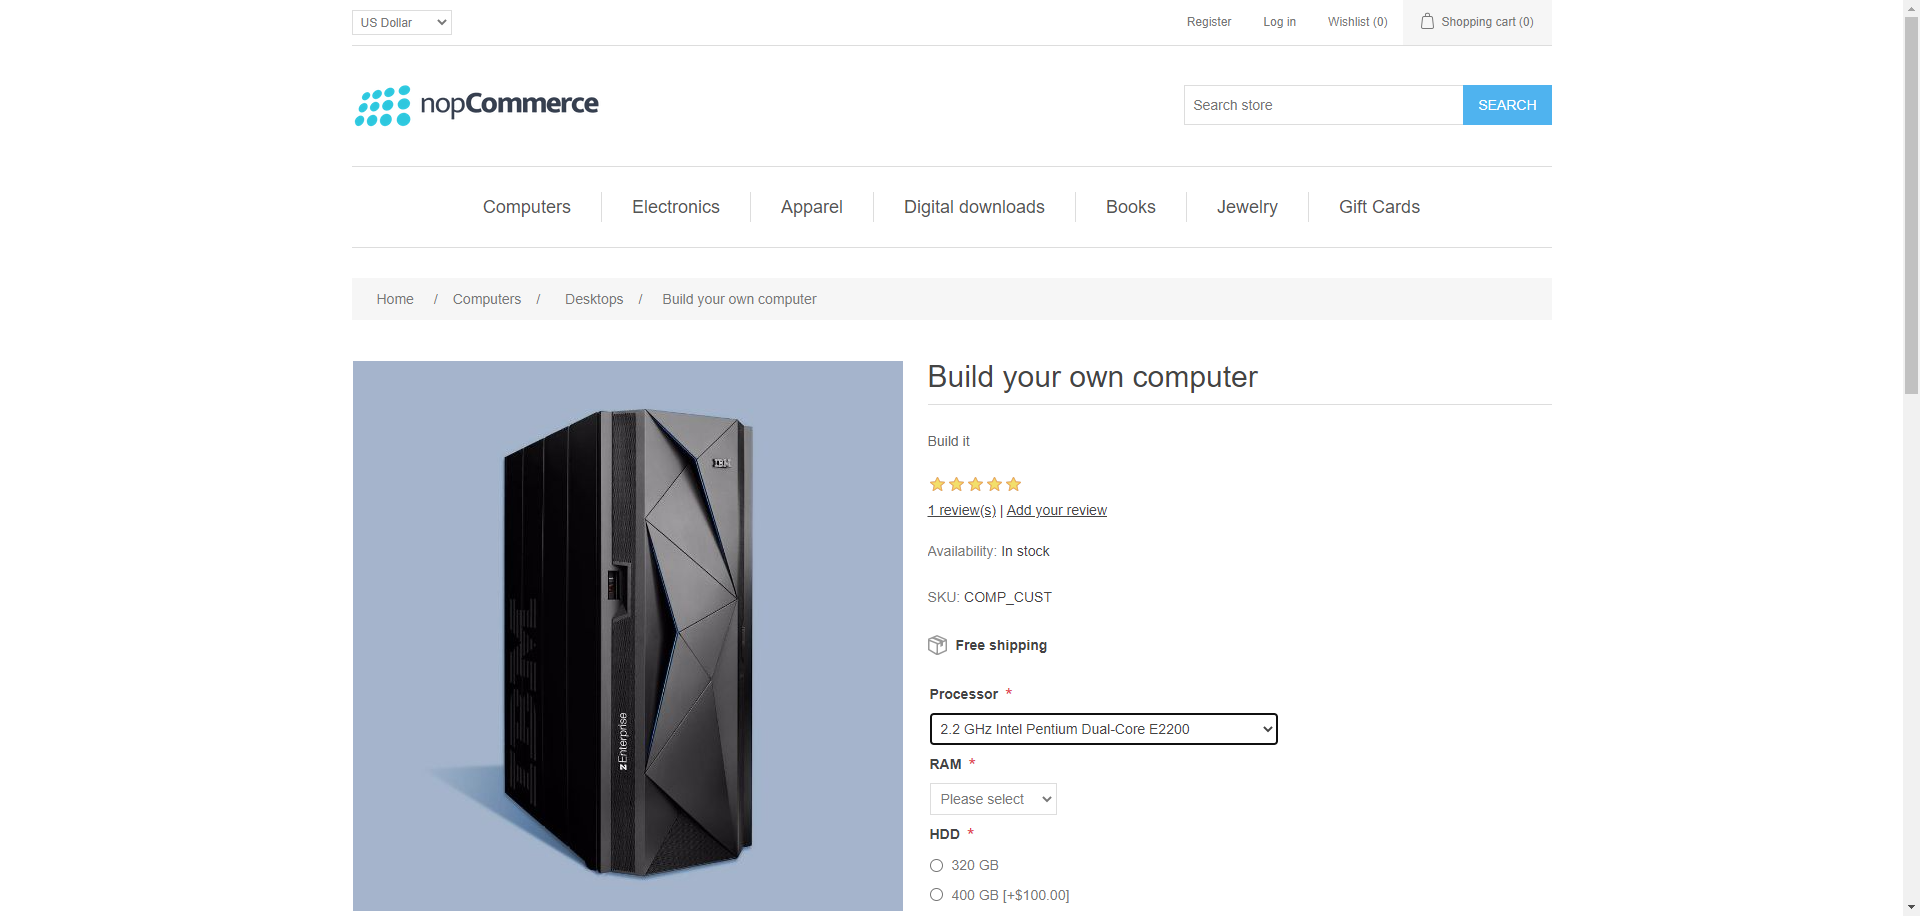 US Dollar
Register
Log in
Wishlist (0)
Shopping cart (0)
nopCommerce
Search store
SEARCH
Computers
Electronics
Apparel
Digital downloads
Books
Jewelry
Gift Cards
Home / Computers / Desktops / Build your own computer
IBM
IBM
zEnterprise
Build your own computer
Build it
1 review(s) | Add your review
Availability: In stock
SKU: COMP_CUST
Free shipping
Processor *
2.2 GHz Intel Pentium Dual-Core E2200
RAM *
Please select
HDD *
320 GB
400 GB [+$100.00]